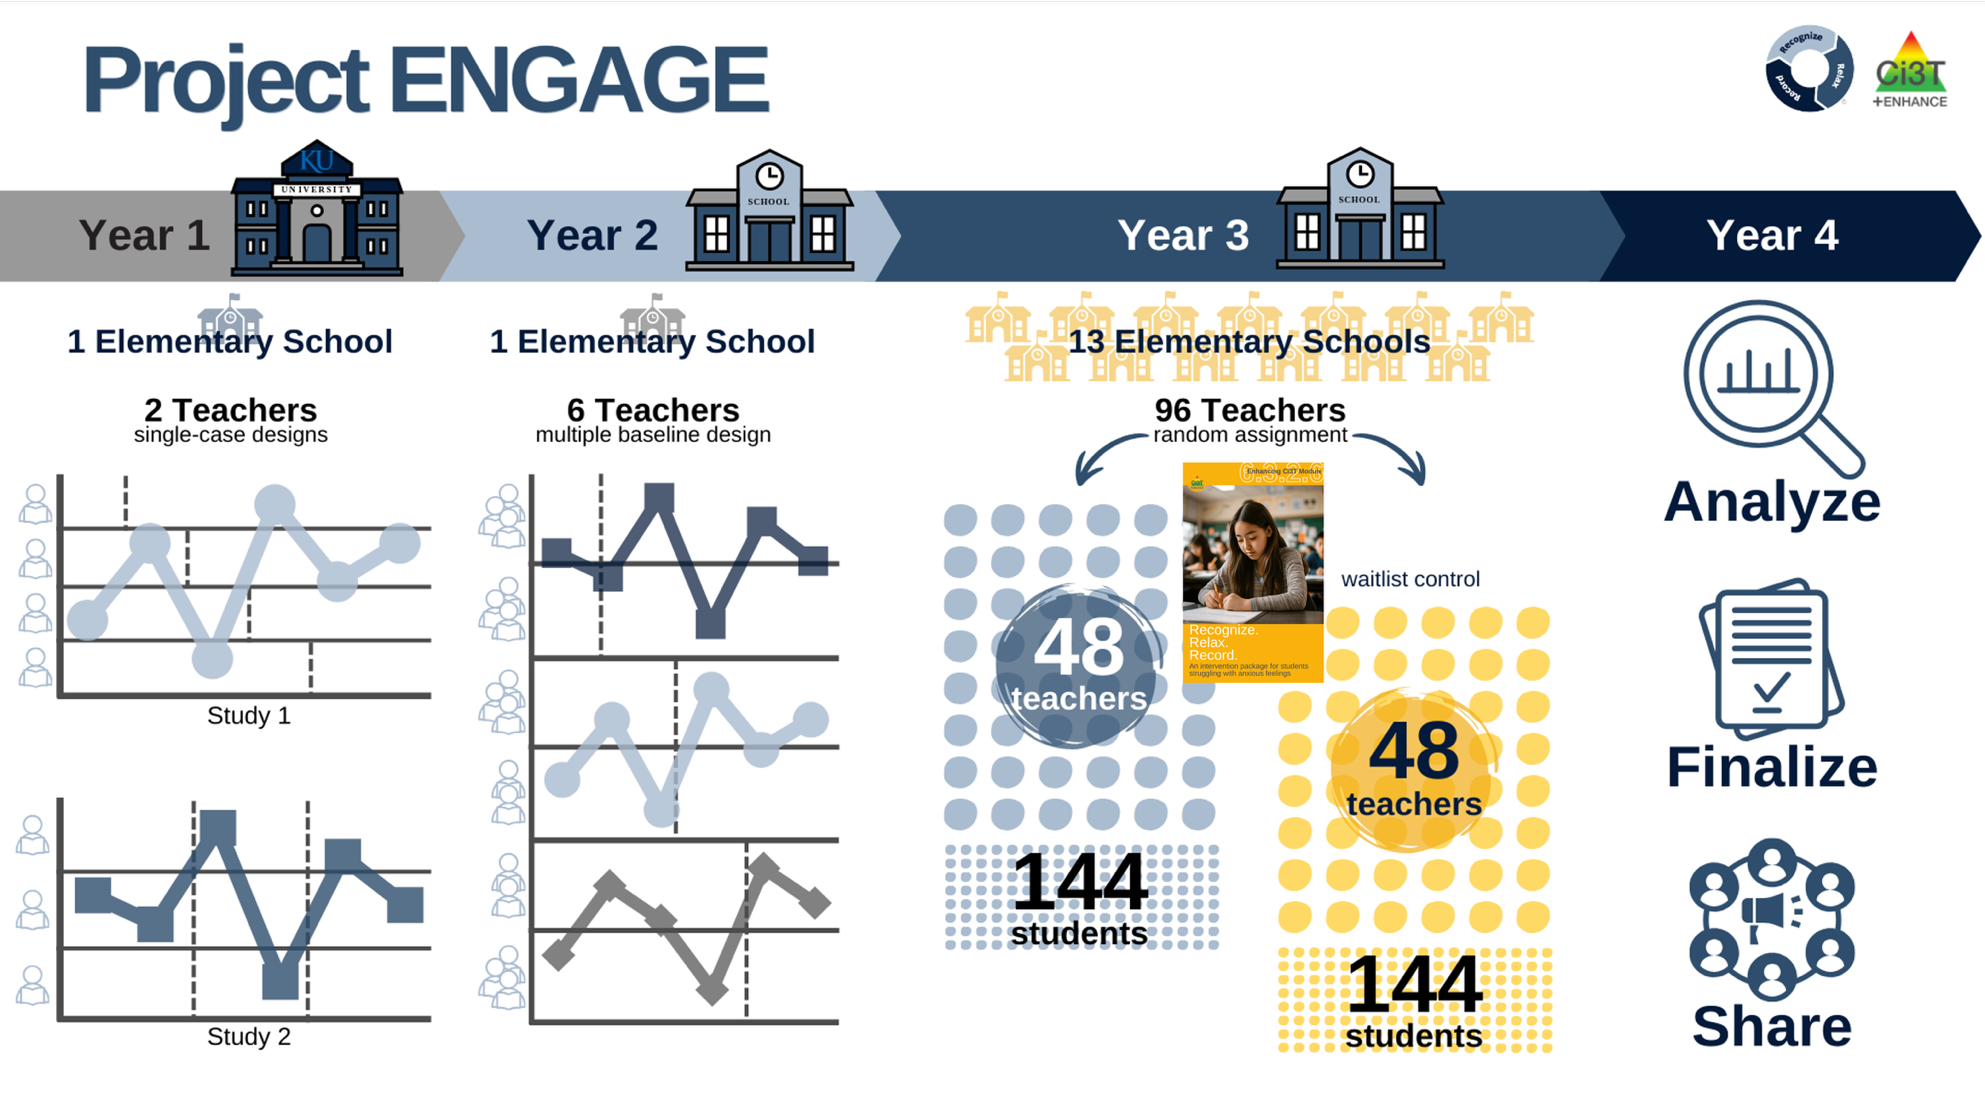 Project ENGAGE
Recognize
Relax
Record
Ci3T
+ENHANCE
KU
UNIVERSITY
SCHOOL
SCHOOL
Year 1
Year 2
Year 3
Year 4
1 Elementary School
2 Teachers
single-case designs
Study 1
Study 2
1 Elementary School
6 Teachers
multiple baseline design
13 Elementary Schools
96 Teachers
random assignment
Enhancing Ci3T Module
Recognize.
Relax.
Record.
An intervention package for students
struggling with anxious feelings
48
teachers
144
students
waitlist control
48
teachers
144
students
Analyze
Finalize
Share